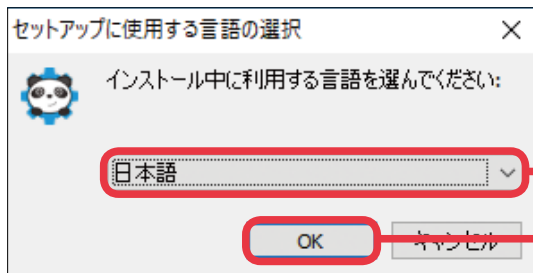 セットアップに使用する言語の選択
インストール中に利用する言語を選んでください:
日本語
OK
キャンセル